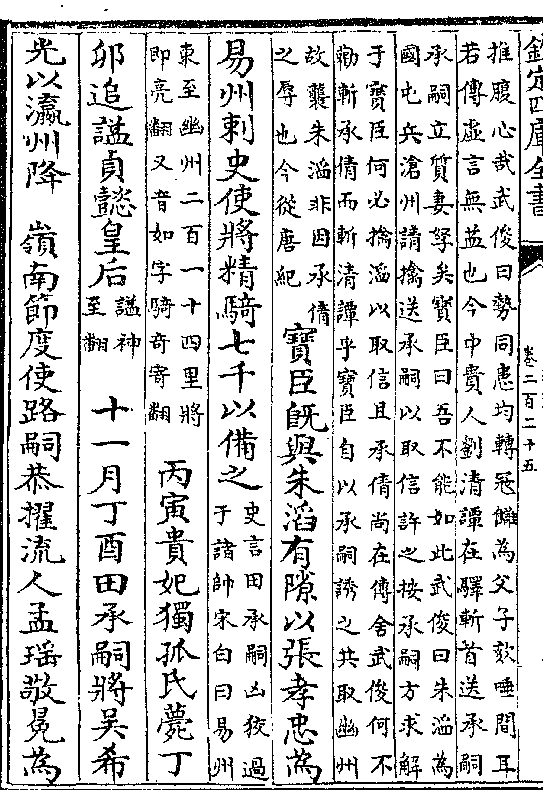 欽定四庫全書
卷二百二十五
推腹心哉武俊曰勢同患均轉冦讎為父子欬唾間耳
若傳虛言無益也今中貴人劉清譚在驛斬首送承嗣
承嗣立質妻孥矣寶臣曰吾不能如此武俊曰朱滔為
國屯兵滄州請擒送承嗣以取信許之按承嗣方求解
于寶臣何必擒滔以取信且承倩尚在傳舍武俊何不
勸斬承倩而斬清譚乎寶臣自以承嗣誘之共取幽州
故襲朱滔非因承倩
之辱也今從唐紀
寶臣既與朱滔有隙以張孝忠為
易州刺史使將精騎七千以備之
史言田承嗣凶狡過
于諸帥宋白曰易州
東至幽州二百一十四里將
即亮翻又音如字騎奇寄翻
丙寅貴妃獨孤氏薨丁
卯追諡貞懿皇后
諡神
至翻
十一月丁酉田承嗣將吳希
光以瀛州降 嶺南節度使路嗣恭擢流人孟瑶敬冕為